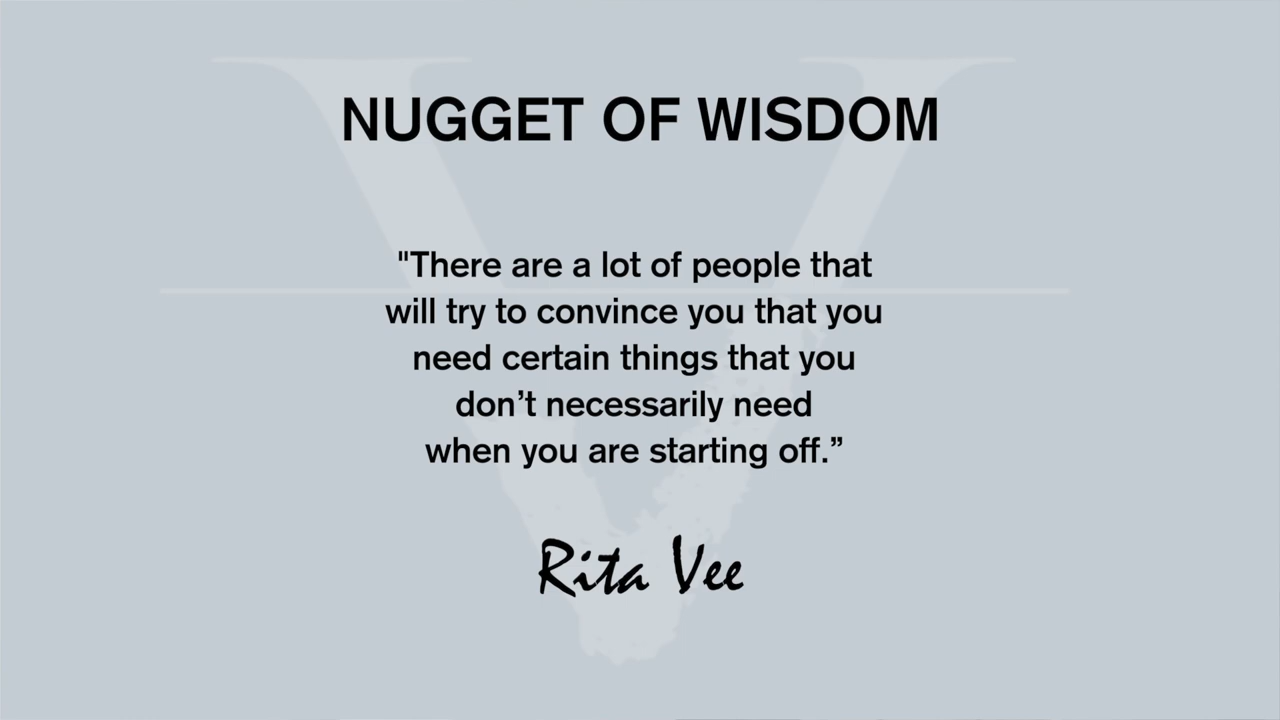 NUGGET OF WISDOM
"There are a lot of people that
will try to convince you that you
need certain things that you
don’t necessarily need
when you are starting off.”
Rita Vee